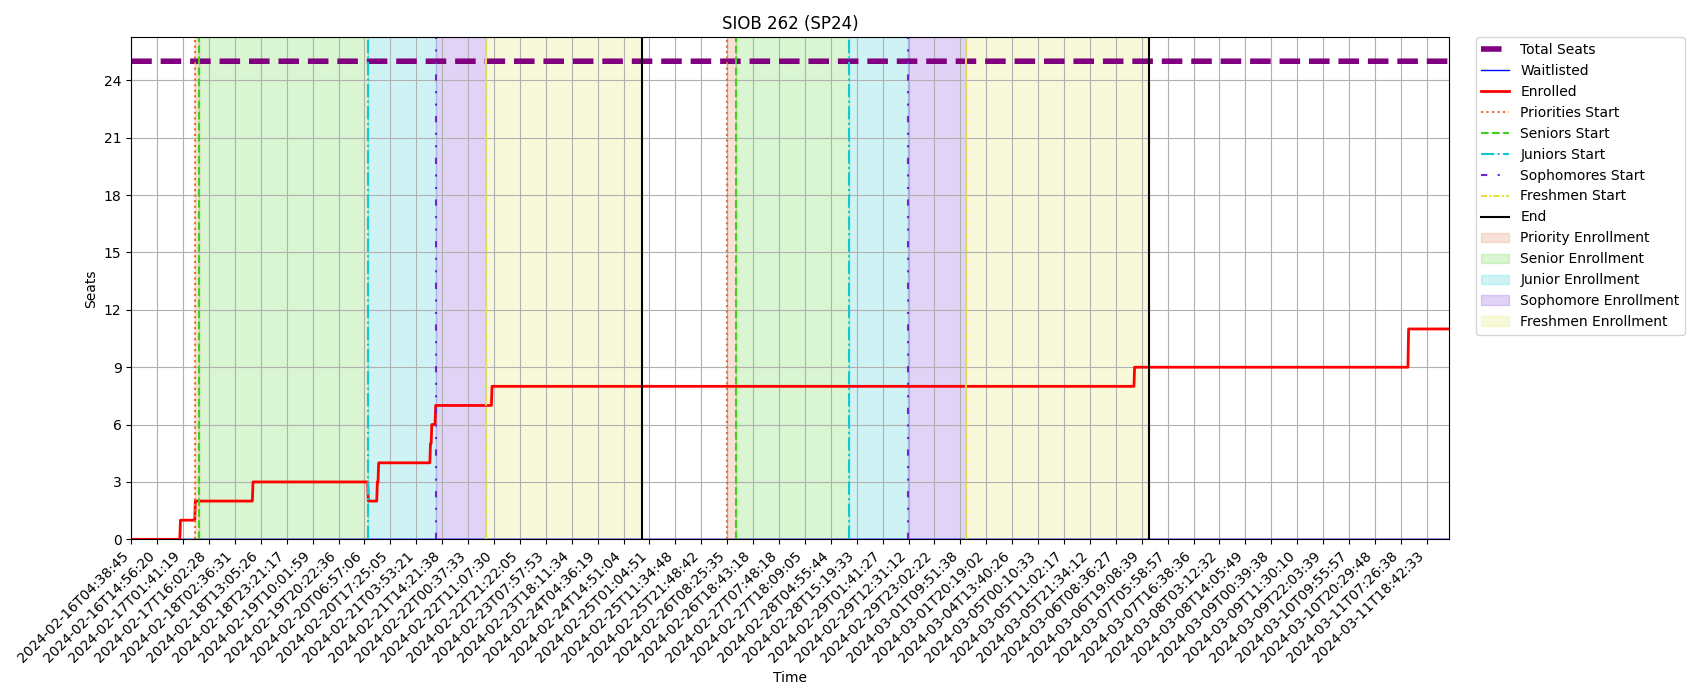 SIOB 262 (SP24)
Seats
24
21
18
15
12
9
6
3
0
2024-02-16T04:38:45
2024-02-16T14:56:20
2024-02-17T01:41:19
2024-02-17T16:02:28
2024-02-18T02:36:31
2024-02-18T13:05:26
2024-02-18T23:21:17
2024-02-19T10:01:59
2024-02-19T20:22:36
2024-02-20T06:57:06
2024-02-20T17:25:05
2024-02-21T03:53:21
2024-02-21T14:21:38
2024-02-22T00:37:33
2024-02-22T11:07:30
2024-02-22T21:22:05
2024-02-23T07:57:53
2024-02-23T18:11:34
2024-02-24T04:36:19
2024-02-24T14:51:04
2024-02-25T01:04:51
2024-02-25T11:34:48
2024-02-25T21:48:42
2024-02-26T08:25:35
2024-02-26T18:43:18
2024-02-27T07:48:18
2024-02-27T18:09:05
2024-02-28T04:55:44
2024-02-28T15:19:33
2024-02-29T01:41:27
2024-02-29T12:31:12
2024-02-29T23:02:22
2024-03-01T09:51:38
2024-03-01T20:19:02
2024-03-04T13:40:26
2024-03-05T00:10:33
2024-03-05T11:02:17
2024-03-05T21:34:12
2024-03-06T08:36:27
2024-03-06T19:08:39
2024-03-07T05:58:57
2024-03-07T16:38:36
2024-03-08T03:12:32
2024-03-08T14:05:49
2024-03-09T00:39:38
2024-03-09T11:30:10
2024-03-09T22:03:39
2024-03-10T09:55:57
2024-03-10T20:29:48
2024-03-11T07:26:38
2024-03-11T18:42:33
Time
Total Seats
Waitlisted
Enrolled
Priorities Start
Seniors Start
Juniors Start
Sophomores Start
Freshmen Start
End
Priority Enrollment
Senior Enrollment
Junior Enrollment
Sophomore Enrollment
Freshmen Enrollment